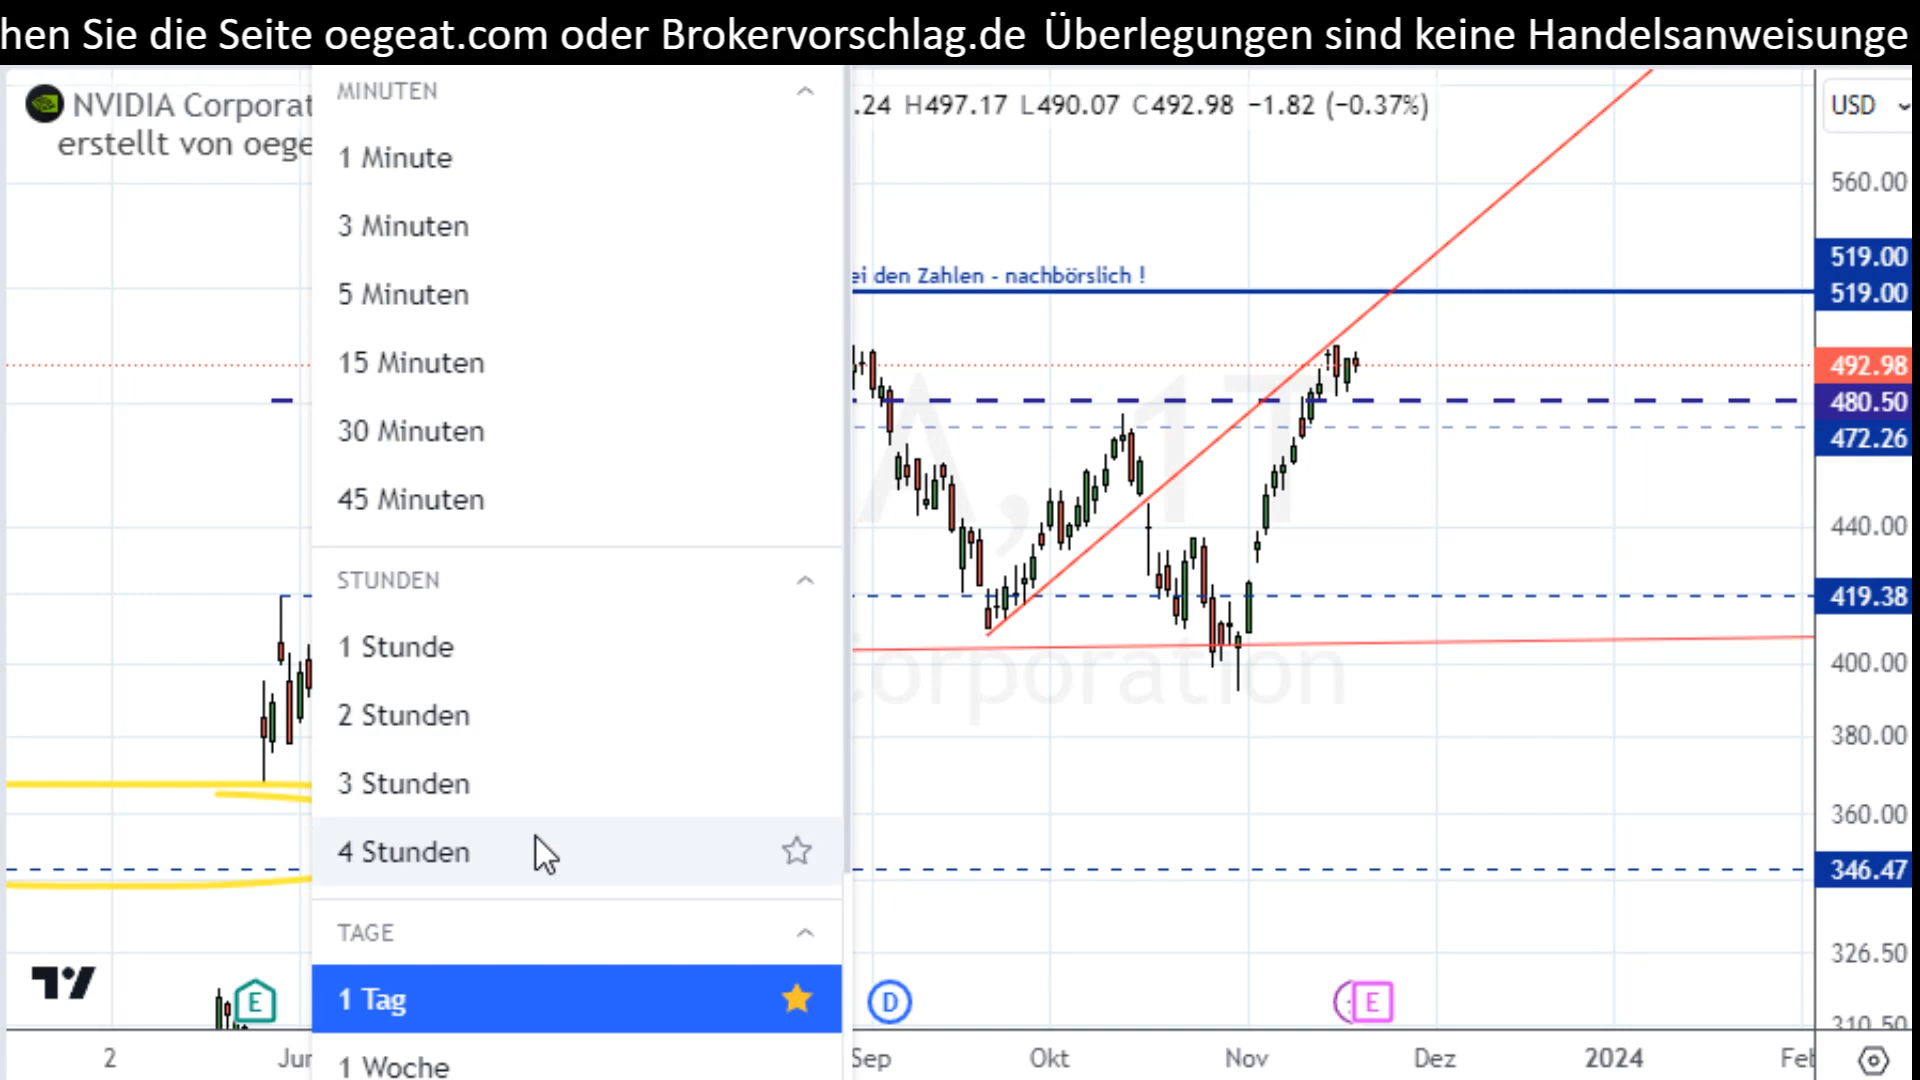 hen Sie die Seite oegeat.com oder Brokervorschlag.de Überlegungen sind keine Handelsanweisunge
NVIDIA Corporat
erstellt von oege
.24 H497.17 L490.07 C492.98 −1.82 (−0.37%)
USD
MINUTEN
1 Minute
3 Minuten
5 Minuten
15 Minuten
30 Minuten
45 Minuten
STUNDEN
1 Stunde
2 Stunden
3 Stunden
4 Stunden
TAGE
1 Tag
1 Woche
ei den Zahlen - nachbörslich !
A, 1T
orporation
560.00
519.00
519.00
492.98
480.50
472.26
440.00
419.38
400.00
380.00
360.00
346.47
326.50
310.50
E
D
E
2
Jun
Sep
Okt
Nov
Dez
2024
Feb